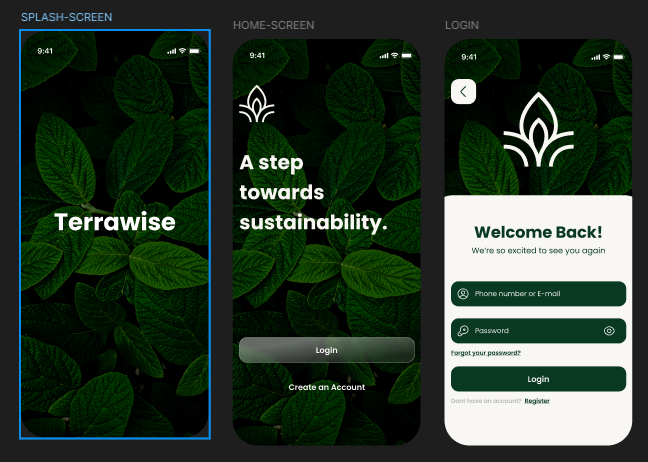 SPLASH-SCREEN
9:41
Terrawise
HOME-SCREEN
9:41
A step
towards
sustainability.
Login
Create an Account
LOGIN
9:41
Welcome Back!
We're so excited to see you again
Phone number or E-mail
Password
Forgot your password?
Login
Dont have an account? Register